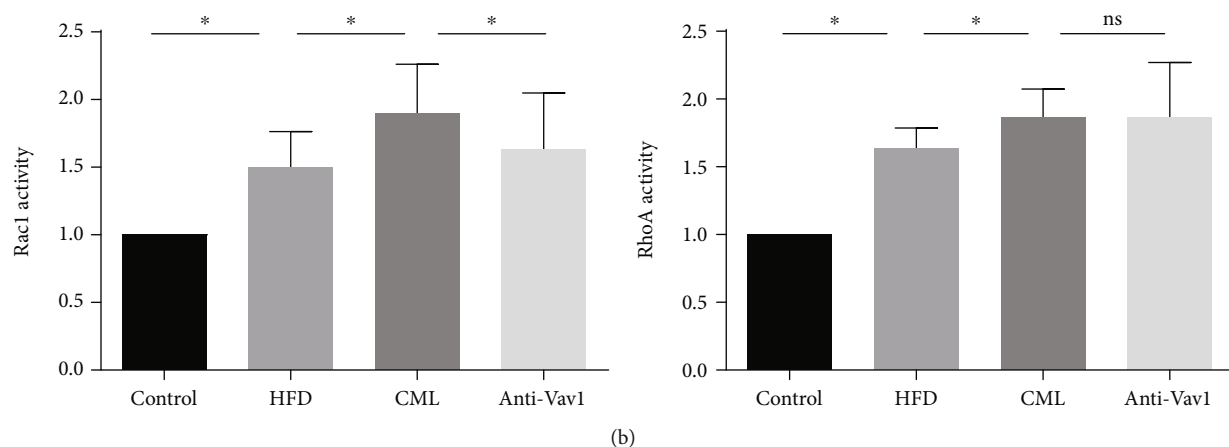 * * *
2.5
2.0
1.5
1.0
0.5
0.0
Rac1 activity
Control HFD CML Anti-Vav1
* * ns
2.5
2.0
1.5
1.0
2.5
0.0
RhoA activity
Control HFD CML Anti-Vav1
(b)